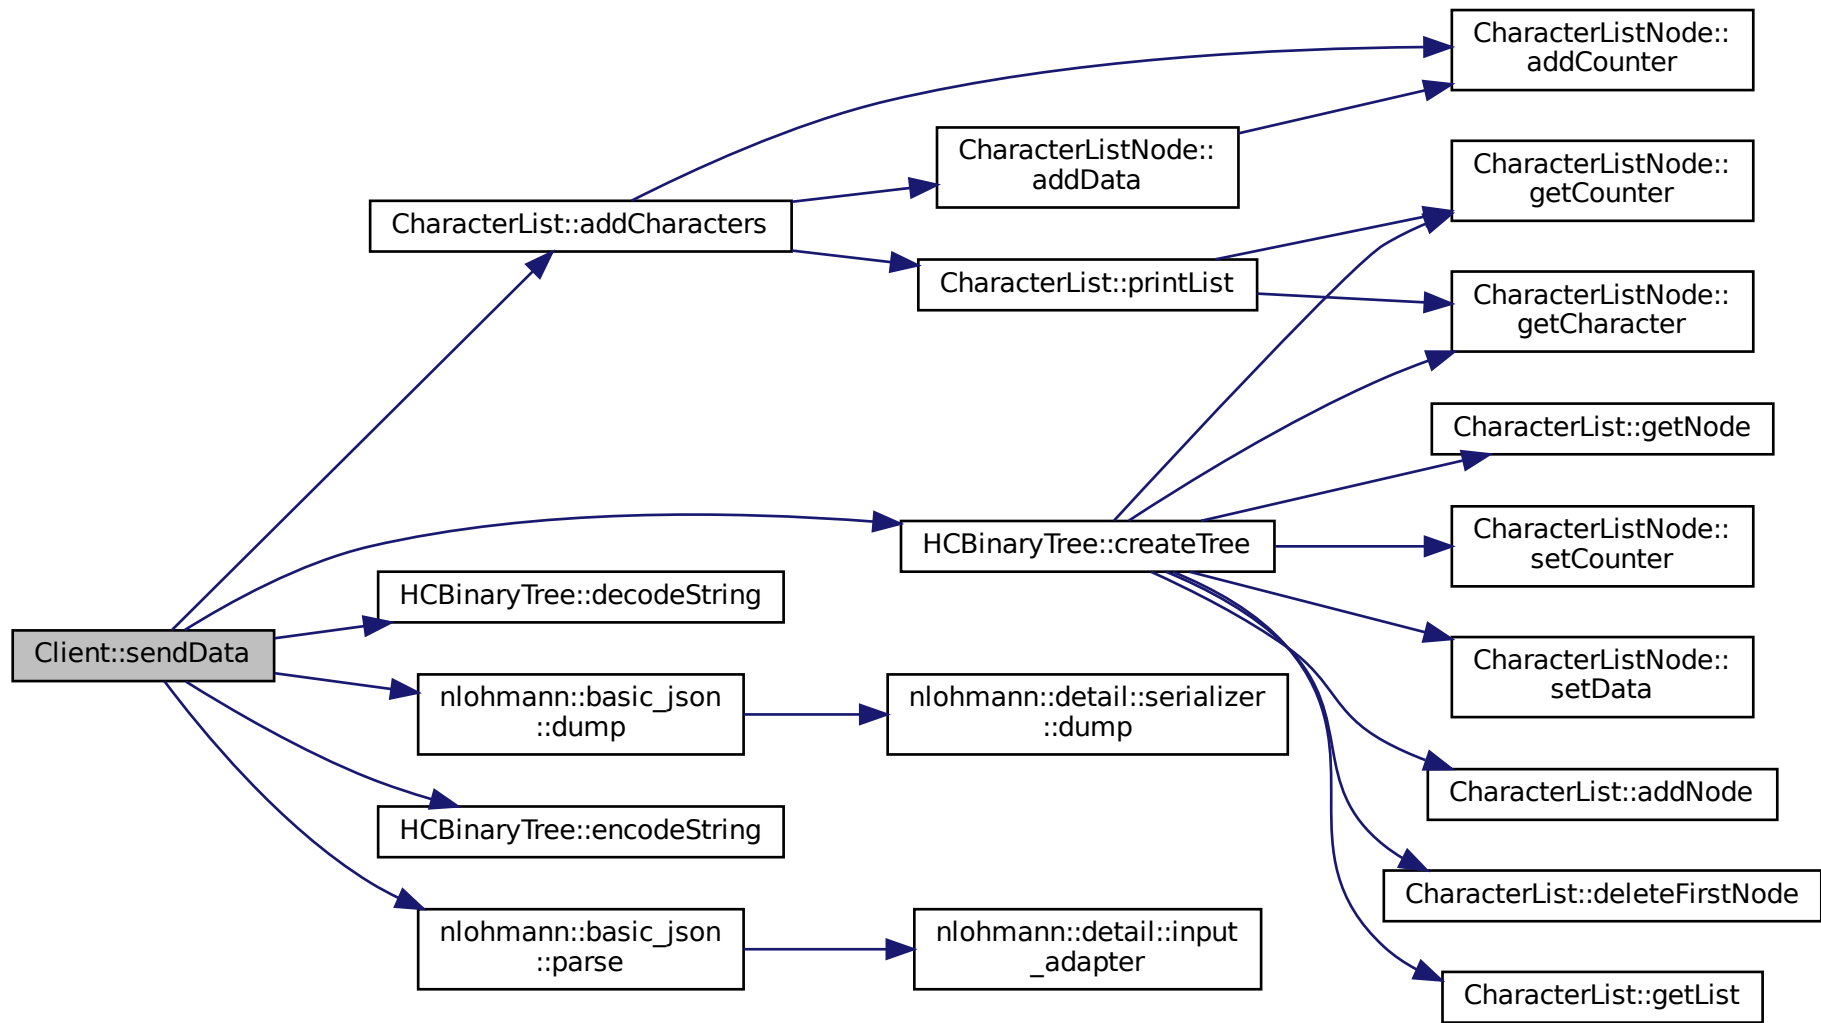 Client::sendData
CharacterList::addCharacters
HCBinaryTree::decodeString
nlohmann::basic_json
::dump
HCBinaryTree::encodeString
nlohmann::basic_json
::parse
CharacterListNode::
addData
CharacterList::printList
HCBinaryTree::createTree
nlohmann::detail::serializer
::dump
nlohmann::detail::input
_adapter
CharacterListNode::
addCounter
CharacterListNode::
getCounter
CharacterListNode::
getCharacter
CharacterList::getNode
CharacterListNode::
setCounter
CharacterListNode::
setData
CharacterList::addNode
CharacterList::deleteFirstNode
CharacterList::getList